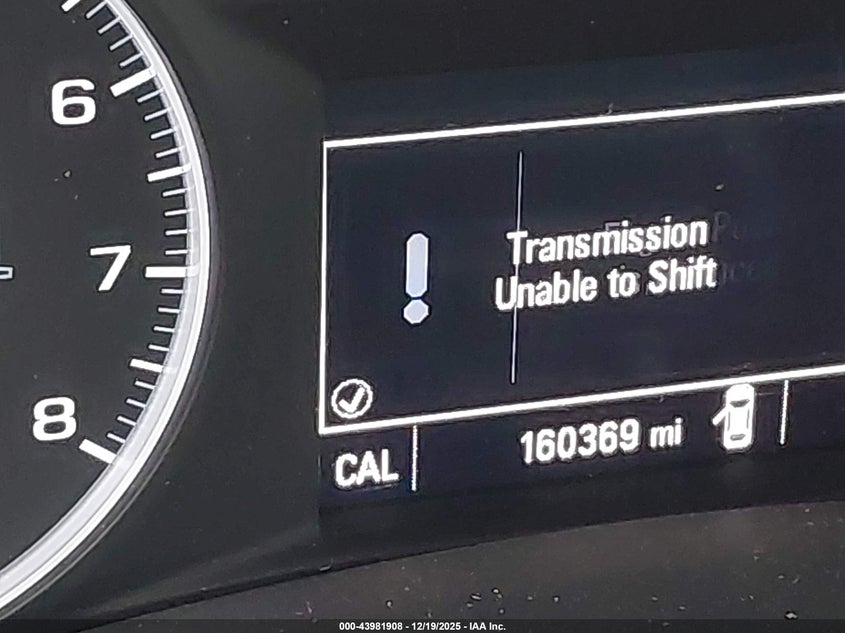 6
7
8
Transmission
Unable to Shift
CAL
160369 mi
000-43981908 - 12/19/2025 - IAA Inc.